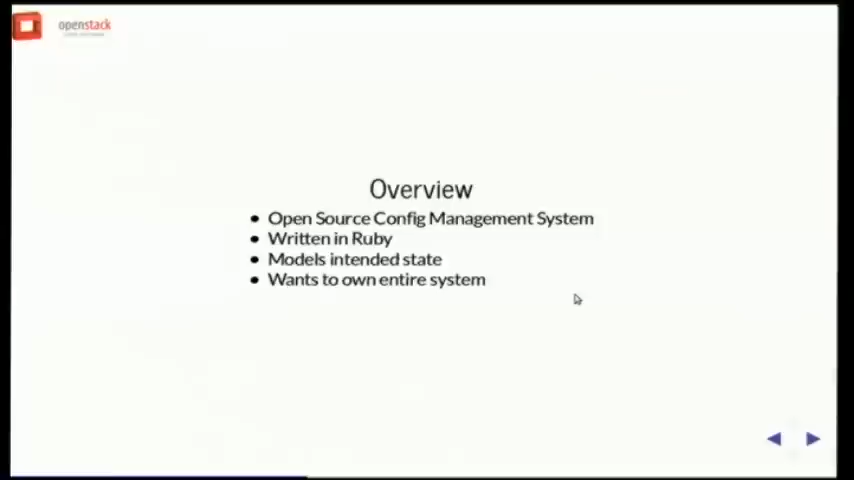 openstack
Overview
• Open Source Config Management System
• Written in Ruby
• Models intended state
• Wants to own entire system